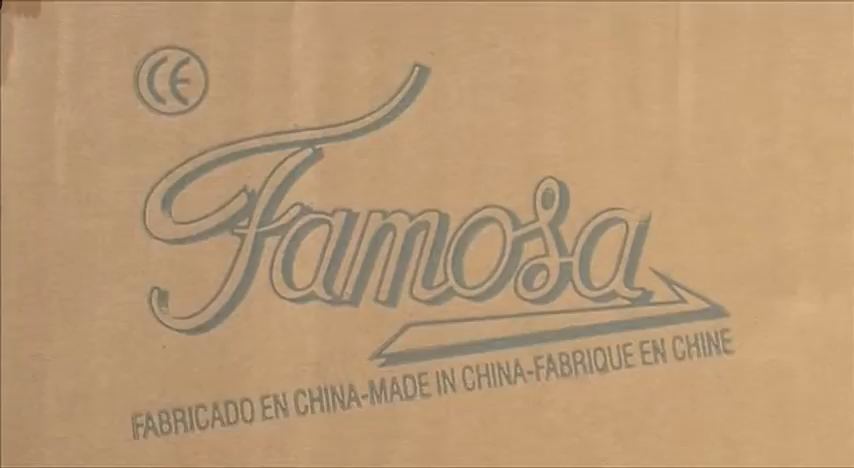 CE
Famosa
FABRICADO EN CHINA-MADE IN CHINA-FABRIQUE EN CHINE